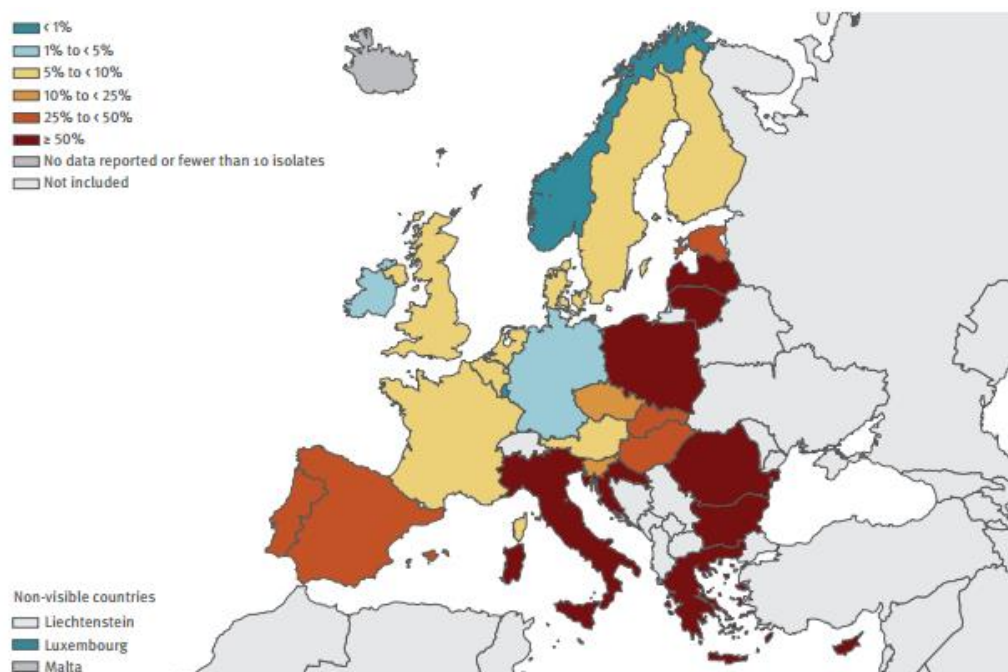 < 1%
1% to < 5%
5% to < 10%
10% to < 25%
25% to < 50%
≥ 50%
No data reported or fewer than 10 isolates
Not included
Non-visible countries
Liechtenstein
Luxembourg
Malta